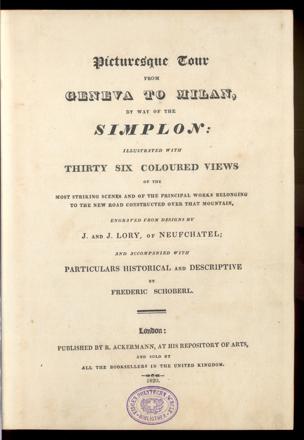 Picturesque Tour
FROM
GENEVA TO MILAN,
BY WAY OF THE
SIMPLON:
ILLUSTRATED WITH
THIRTY SIX COLOURED VIEWS
OF THE
MOST STRIKING SCENES AND OF THE PRINCIPAL WORKS BELONGING
TO THE NEW ROAD CONSTRUCTED OVER THAT MOUNTAIN,
ENGRAVED FROM DESIGNS BY
J. AND J. LORY, OF NEUFCHATEL;
AND ACCOMPANIED WITH
PARTICULARS HISTORICAL AND DESCRIPTIVE
BY
FREDERIC SCHOBERL.
London:
PUBLISHED BY R. ACKERMANN, AT HIS REPOSITORY OF ARTS,
AND SOLD BY
ALL THE BOOKSELLERS IN THE UNITED KINGDOM.
1820.
BIBLIOTHEK